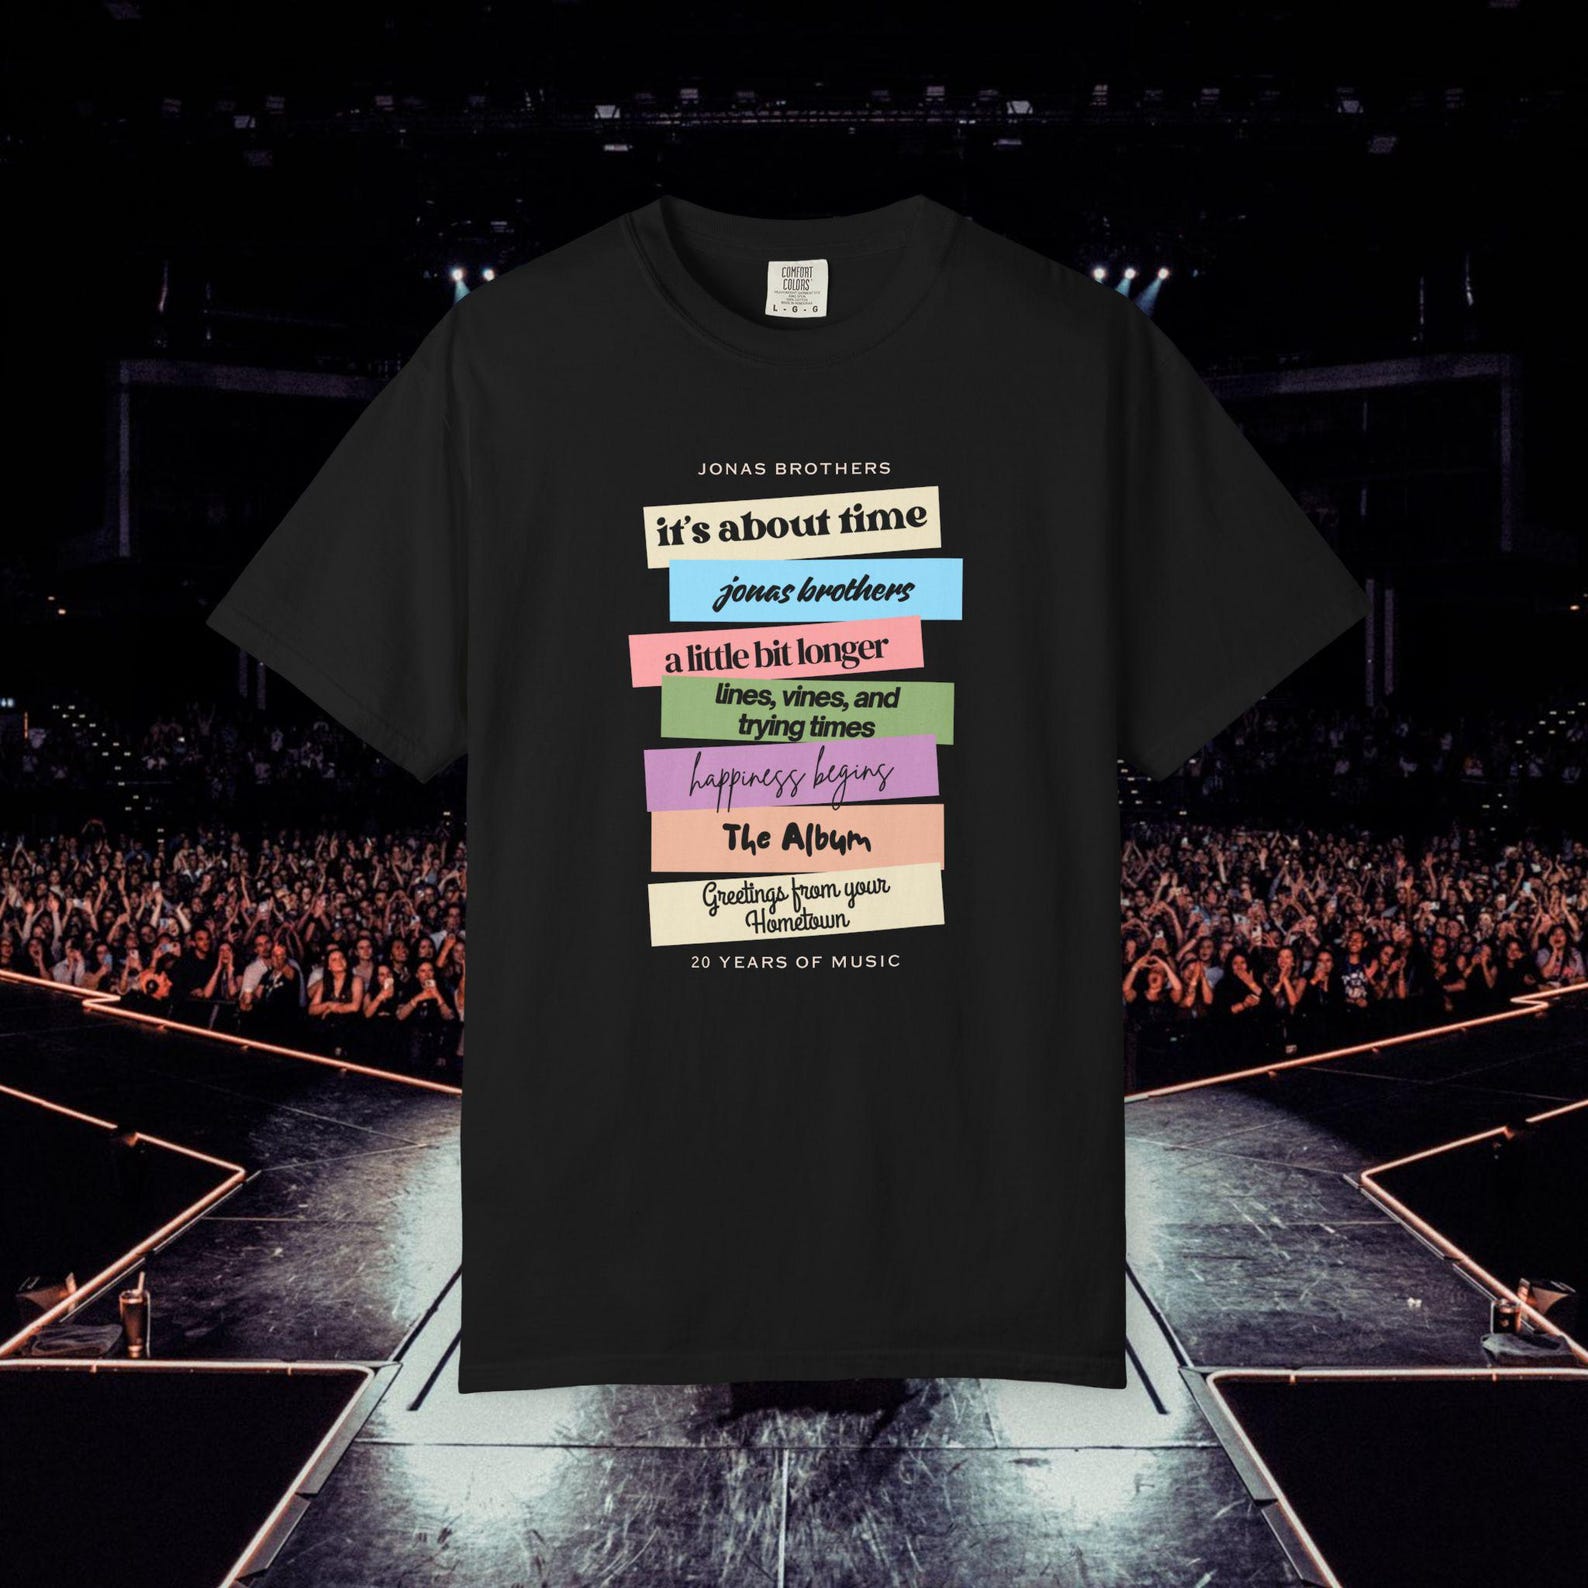 COMFORT
COLORS
L - G - G
JONAS BROTHERS
it's about time
jonas brothers
a little bit longer
lines, vines, and
trying times
happiness begins
The Album
Greetings from your
Hometown
20 YEARS OF MUSIC